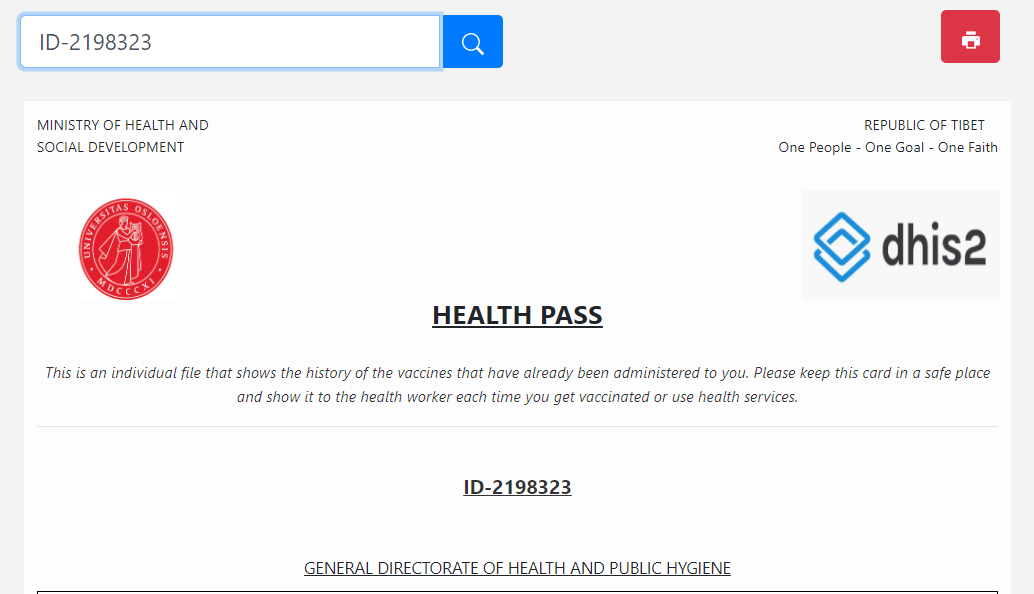 ID-2198323
MINISTRY OF HEALTH AND
SOCIAL DEVELOPMENT
REPUBLIC OF TIBET
One People - One Goal - One Faith
UNIVERSITAS OSLOENSIS
MDCCCXI
dhis2
HEALTH PASS
This is an individual file that shows the history of the vaccines that have already been administered to you. Please keep this card in a safe place
and show it to the health worker each time you get vaccinated or use health services.
ID-2198323
GENERAL DIRECTORATE OF HEALTH AND PUBLIC HYGIENE